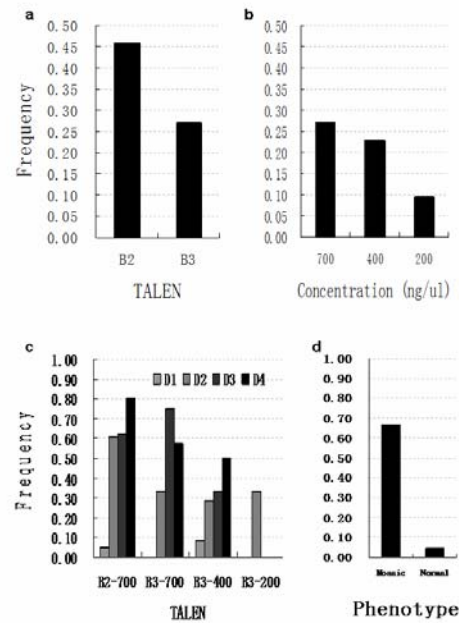 a
0.50
0.45
0.40
0.35
0.30
0.25
0.20
0.15
0.10
0.05
0.00
Frequency
B2 B3
TALEN
b
0.50
0.45
0.40
0.35
0.30
0.25
0.20
0.15
0.10
0.05
0.00
700 400 200
Concentration (ng/ul)
c
1.00
0.90
0.80
0.70
0.60
0.50
0.40
0.30
0.20
0.10
0.00
Frequency
D1 D2 D3 D4
B2-700 B3-700 B3-400 B3-200
TALEN
d
1.00
0.90
0.80
0.70
0.60
0.50
0.40
0.30
0.20
0.10
0.00
Mosaic Normal
Phenotype